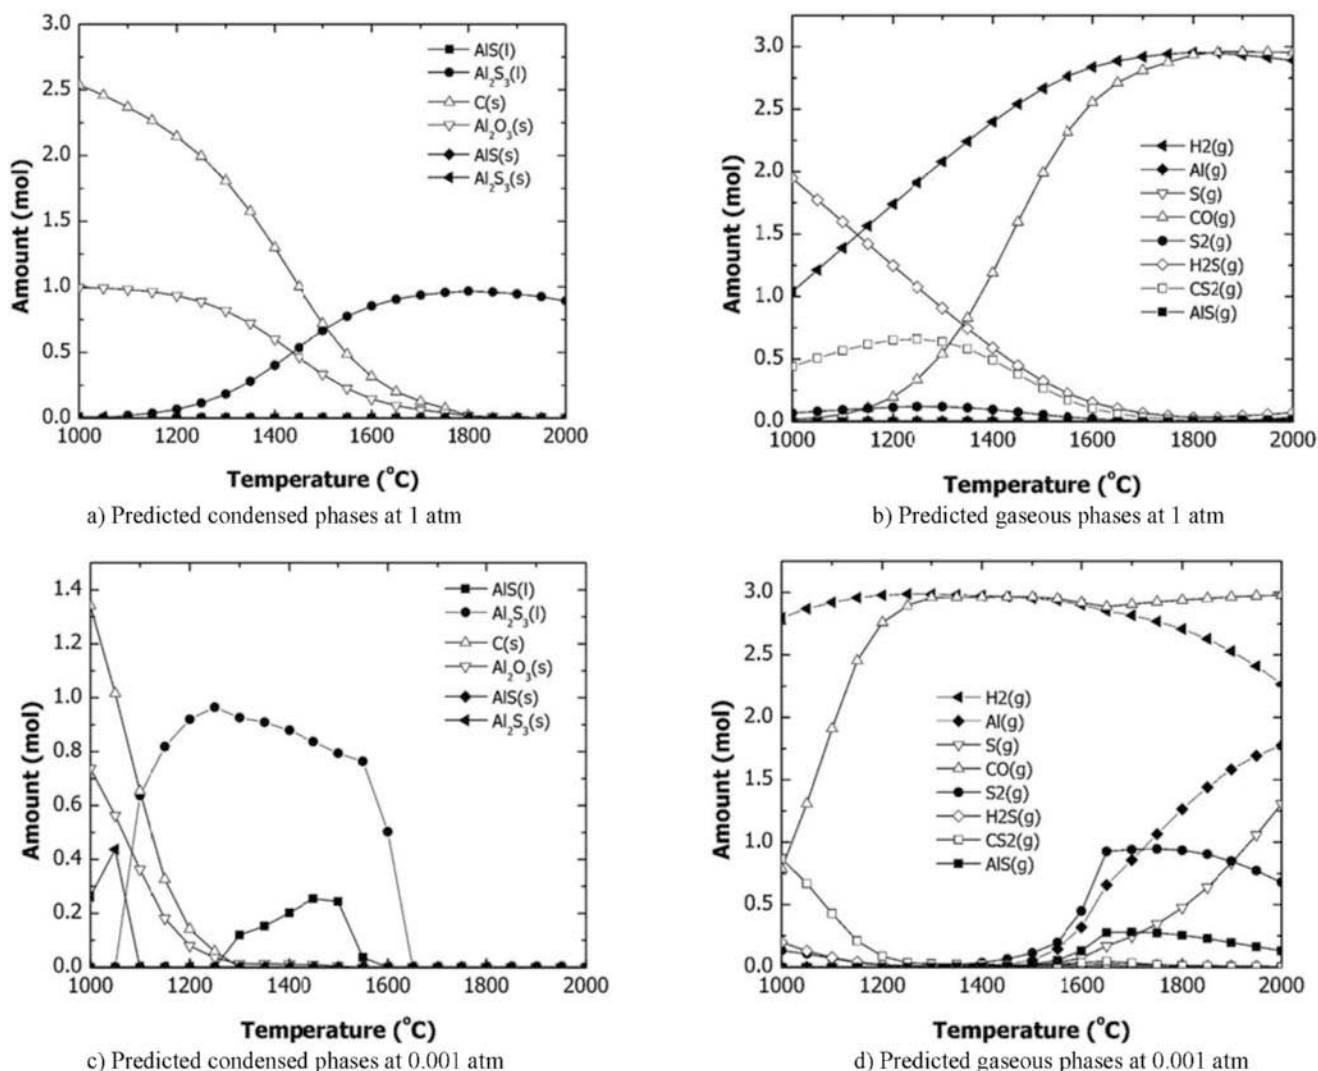 3.0
2.5
2.0
1.5
1.0
0.5
0.0
Amount (mol)
AlS(l)
Al2S3(l)
C(s)
Al2O3(s)
AlS(s)
Al2S3(s)
1000 1200 1400 1600 1800 2000
Temperature (°C)
a) Predicted condensed phases at 1 atm
3.0
2.5
2.0
1.5
1.0
0.5
0.0
Amount (mol)
H2(g)
Al(g)
S(g)
CO(g)
S2(g)
H2S(g)
CS2(g)
AlS(g)
1000 1200 1400 1600 1800 2000
Temperature (°C)
b) Predicted gaseous phases at 1 atm
1.4
1.2
1.0
0.8
0.6
0.4
0.2
0.0
Amount (mol)
AlS(l)
Al2S3(l)
C(s)
Al2O3(s)
AlS(s)
Al2S3(s)
1000 1200 1400 1600 1800 2000
Temperature (°C)
c) Predicted condensed phases at 0.001 atm
3.0
2.5
2.0
1.5
1.0
0.5
0.0
Amount (mol)
H2(g)
Al(g)
S(g)
CO(g)
S2(g)
H2S(g)
CS2(g)
AlS(g)
1000 1200 1400 1600 1800 2000
Temperature (°C)
d) Predicted gaseous phases at 0.001 atm